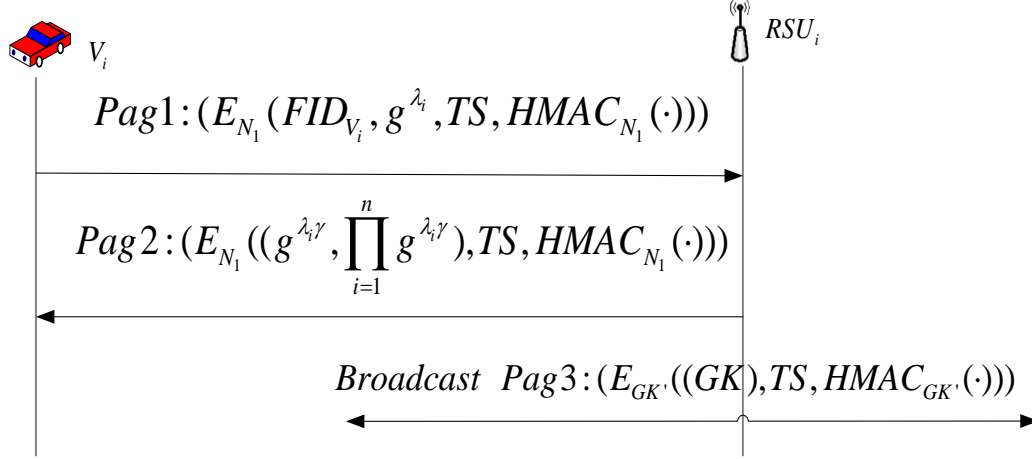 RSU_i
V_i
Pag1:(E_{N_1}(FID_{V_i},g^{λ_i},TS,HMAC_{N_1}(·)))
Pag2:(E_{N_1}((g^{λ_iγ},∏_{i=1}^{n}g^{λ_iγ}),TS,HMAC_{N_1}(·)))
Broadcast Pag3:(E_{GK'}((GK),TS,HMAC_{GK'}(·)))